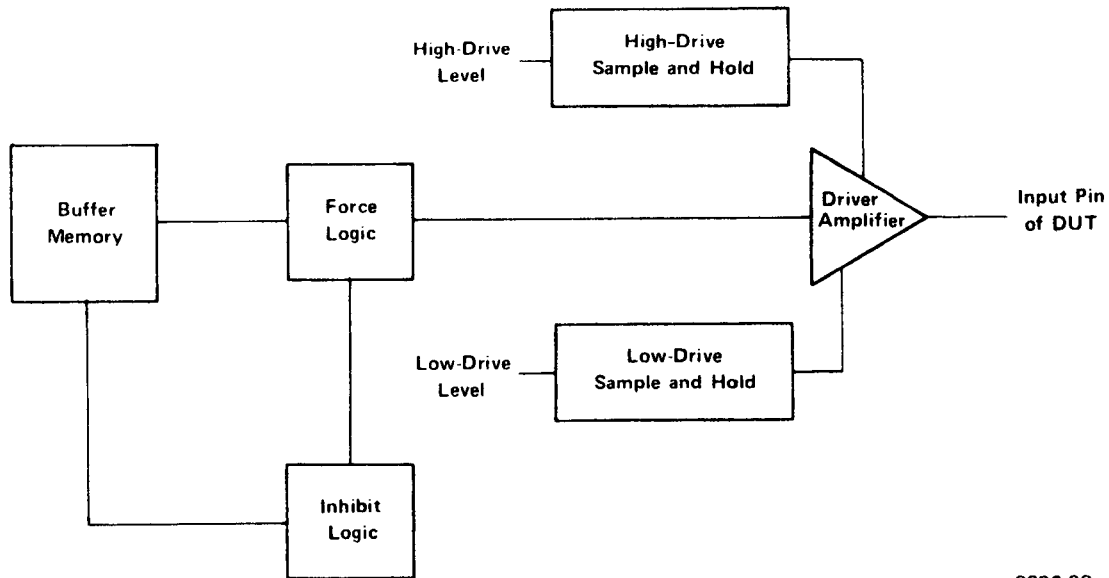 High-Drive
Level
High-Drive
Sample and Hold
Buffer
Memory
Force
Logic
Driver
Amplifier
Input Pin
of DUT
Low-Drive
Level
Low-Drive
Sample and Hold
Inhibit
Logic